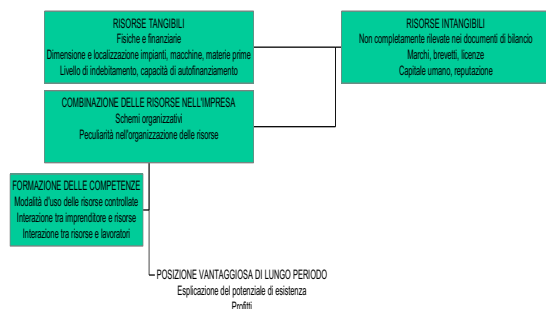 RISORSE TANGIBILI
Fisiche e finanziarie
Dimensione e localizzazione impianti, macchine, materie prime
Livello di indebitamento, capacità di autofinanziamento
RISORSE INTANGIBILI
Non completamente rilevate nei documenti di bilancio
Marchi, brevetti, licenze
Capitale umano, reputazione
COMBINAZIONE DELLE RISORSE NELL'IMPRESA
Schemi organizzativi
Peculiarità nell'organizzazione delle risorse
FORMAZIONE DELLE COMPETENZE
Modalità d'uso delle risorse controllate
Interazione tra imprenditore e risorse
Interazione tra risorse e lavoratori
POSIZIONE VANTAGGIOSA DI LUNGO PERIODO
Esplicazione del potenziale di esistenza
Profitti